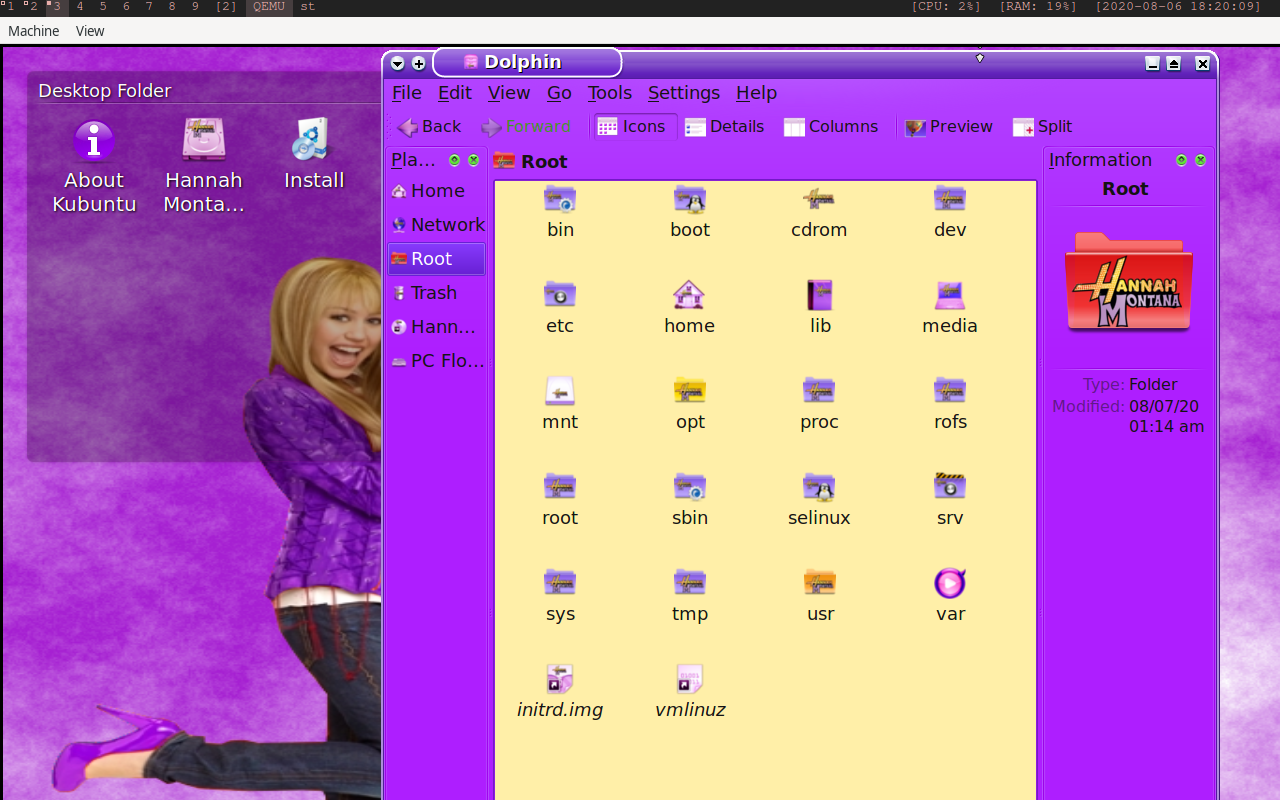 1 2 3 4 5 6 7 8 9 [2] QEMU st [CPU: 2%] [RAM: 19%] [2020-08-06 18:20:09]
Machine View
Dolphin
Desktop Folder
File Edit View Go Tools Settings Help
Back Forward Icons Details Columns Preview Split
About Kubuntu
Hannah Monta...
Install
Pla...
Home
Network
Root
Trash
Hann...
PC Flo...
Root
bin boot cdrom dev
etc home lib media
mnt opt proc rofs
root sbin selinux srv
sys tmp usr var
initrd.img vmlinuz
Information
Root
HANNAH
MONTANA
Type: Folder
Modified: 08/07/20
01:14 am